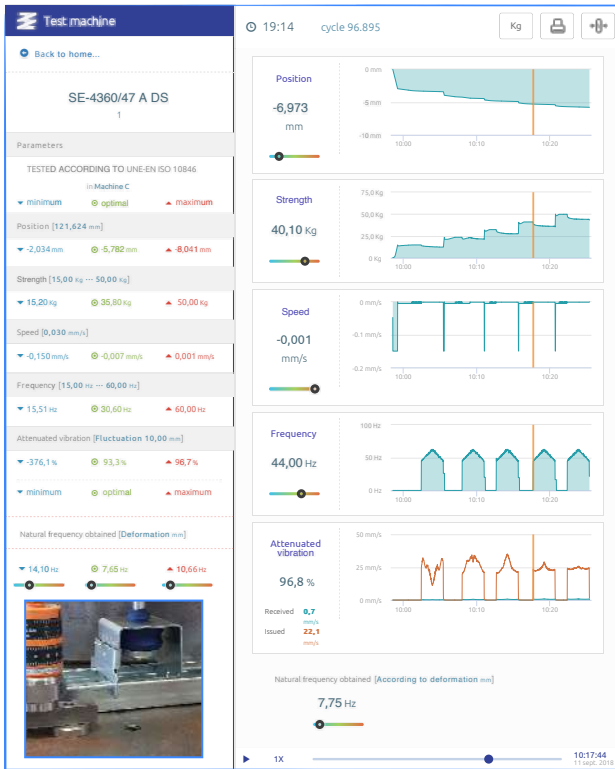 Test machine
Back to home...
SE-4360/47 A DS
1
Parameters
TESTED ACCORDING TO UNE-EN ISO 10846
in Machine C
minimum optimal maximum
Position [121,624 mm]
-2,034 mm -5,782 mm -8,041 mm
Strength [15,00 Kg --- 50,00 Kg]
15,20 Kg 35,80 Kg 50,00 Kg
Speed [0,030 mm/s]
-0,150 mm/s -0,007 mm/s 0,001 mm/s
Frequency [15,00 Hz --- 60,00 Hz]
15,51 Hz 30,60 Hz 60,00 Hz
Attenuated vibration [Fluctuation 10,00 mm]
-376,1 % 93,3 % 96,7 %
minimum optimal maximum
Natural frequency obtained [Deformation mm]
14,10 Hz 7,65 Hz 10,66 Hz
19:14 cycle 96.895 Kg
Position
-6,973
mm
0 mm
-5 mm
-10 mm
10:00 10:10 10:20
Strength
40,10 Kg
75,0 Kg
50,0 Kg
25,0 Kg
0 Kg
10:00 10:10 10:20
Speed
-0,001
mm/s
0 mm/s
-0.1 mm/s
-0.2 mm/s
10:00 10:10 10:20
Frequency
44,00 Hz
100 Hz
50 Hz
0 Hz
10:00 10:10 10:20
Attenuated
vibration
96,8 %
Received 0,7
mm/s
Issued 22,1
mm/s
50 mm/s
25 mm/s
0 mm/s
10:00 10:10 10:20
Natural frequency obtained [According to deformation mm]
7,75 Hz
1X
10:17:44
11 sept. 2018